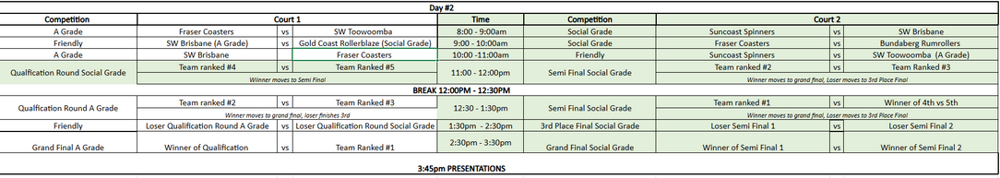 Day #2
Competition Court 1 Time Competition Court 2
A Grade Fraser Coasters vs SW Toowoomba 8:00 - 9:00am Social Grade Suncoast Spinners vs SW Brisbane
Friendly SW Brisbane (A Grade) vs Gold Coast Rollerblaze (Social Grade) 9:00 - 10:00am Social Grade Fraser Coasters vs Bundaberg Rumrollers
A Grade SW Brisbane Fraser Coasters 10:00 -11:00am Friendly Suncoast Spinners vs SW Toowoomba (A Grade)
Qualfication Round Social Grade Team ranked #4 vs Team Ranked #5 11:00 - 12:00pm Semi Final Social Grade Team ranked #2 vs Team Ranked #3
Winner moves to Semi Final Winner moves to grand final, Loser moves to 3rd Place Final
BREAK 12:00PM - 12:30PM
Qualfication Round A Grade Team ranked #2 vs Team Ranked #3 12:30 - 1:30pm Semi Final Social Grade Team ranked #1 vs Winner of 4th vs 5th
Winner moves to grand final, loser finishes 3rd Winner moves to grand final, Loser moves to 3rd Place Final
Friendly Loser Qualification Round A Grade vs Loser Qualification Round Social Grade 1:30pm - 2:30pm 3rd Place Final Social Grade Loser Semi Final 1 vs Loser Semi Final 2
Grand Final A Grade Winner of Qualification vs Team Ranked #1 2:30pm - 3:30pm Grand Final Social Grade Winner of Semi Final 1 vs Winner of Semi Final 2
3:45pm PRESENTATIONS